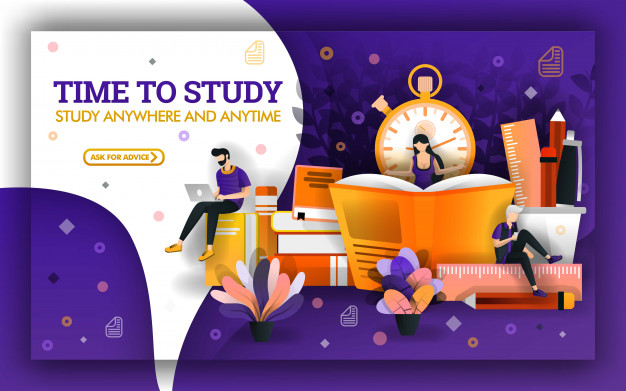 TIME TO STUDY
STUDY ANYWHERE AND ANYTIME
ASK FOR ADVICE